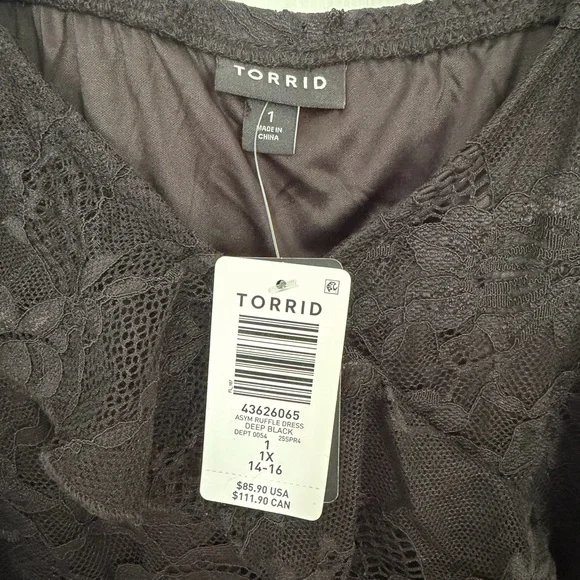 TORRID
1
MADE IN
CHINA
TORRID
43626065
ASYM RUFFLE DRESS
DEEP BLACK
DEPT 0054 25SPR4
1
1X
14-16
$85.90 USA
$111.90 CAN